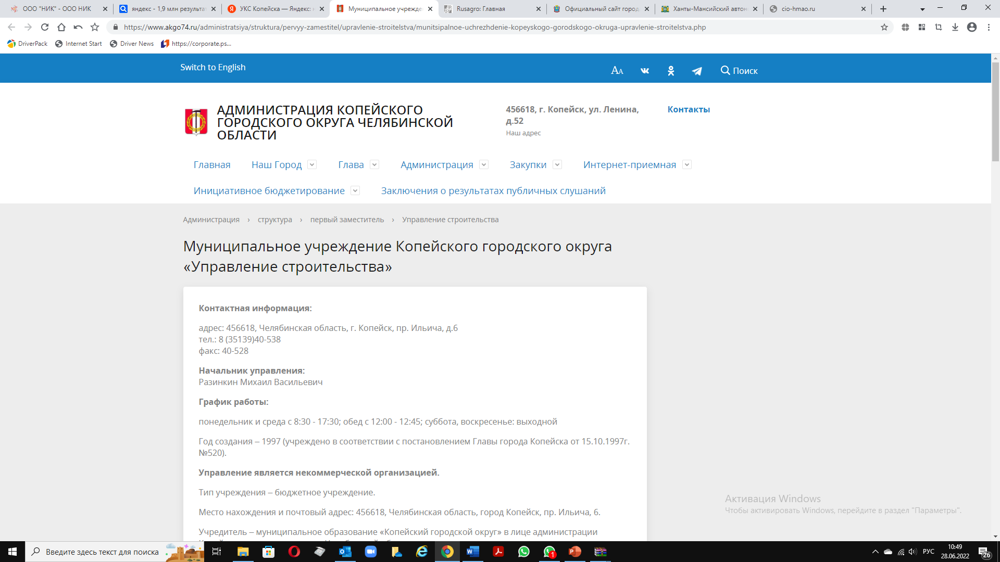 ООО "НИК" - ООО НИК
яндекс - 1,9 млн результат
УКС Копейска — Яндекс: н
Муниципальное учрежде
Rusagro: Главная
Официальный сайт город
Ханты-Мансийский автон
cio-hmao.ru
https://www.akgo74.ru/administratsiya/struktura/pervyy-zamestitel/upravlenie-stroitelstva/munitsipalnoe-uchrezhdenie-kopeyskogo-gorodskogo-okruga-upravlenie-stroitelstva.php
DriverPack
Internet Start
Driver News
https://corporate.ps...
Switch to English
AA
Поиск
АДМИНИСТРАЦИЯ КОПЕЙСКОГО
ГОРОДСКОГО ОКРУГА ЧЕЛЯБИНСКОЙ
ОБЛАСТИ
456618, г. Копейск, ул. Ленина,
д.52
Наш адрес
Контакты
Главная
Наш Город
Глава
Администрация
Закупки
Интернет-приемная
Инициативное бюджетирование
Заключения о результатах публичных слушаний
Администрация › структура › первый заместитель › Управление строительства
Муниципальное учреждение Копейского городского округа
«Управление строительства»
Контактная информация:
адрес: 456618, Челябинская область, г. Копейск, пр. Ильича, д.6
тел.: 8 (35139)40-538
факс: 40-528
Начальник управления:
Разинкин Михаил Васильевич
График работы:
понедельник и среда с 8:30 - 17:30; обед с 12:00 - 12:45; суббота, воскресенье: выходной
Год создания – 1997 (учреждено в соответствии с постановлением Главы города Копейска от 15.10.1997г.
№520).
Управление является некоммерческой организацией.
Тип учреждения – бюджетное учреждение.
Место нахождения и почтовый адрес: 456618, Челябинская область, город Копейск, пр. Ильича, 6.
Учредитель – муниципальное образование «Копейский городской округ» в лице администрации
Активация Windows
Чтобы активировать Windows, перейдите в раздел "Параметры".
Введите здесь текст для поиска
1
РУС
10:49
28.06.2022
26